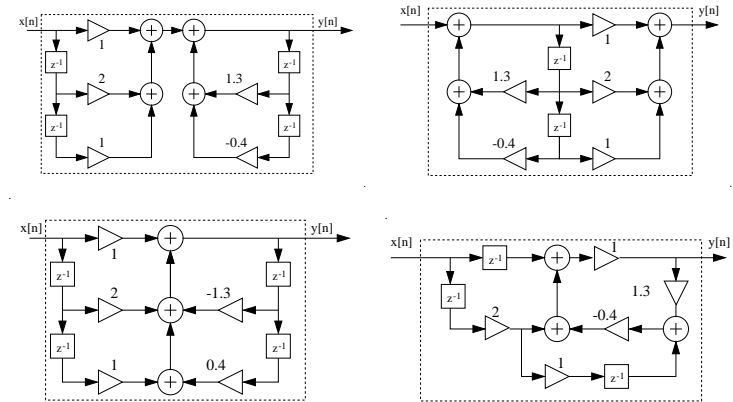 x[n] y[n]
1
z-1 z-1
2 1.3
z-1 z-1
1 -0.4
x[n] y[n]
1
z-1
1.3 2
z-1
-0.4 1
x[n] y[n]
1
z-1 z-1
2 -1.3
z-1 z-1
1 0.4
x[n] y[n]
1
z-1
z-1 1.3
2 -0.4
1
z-1